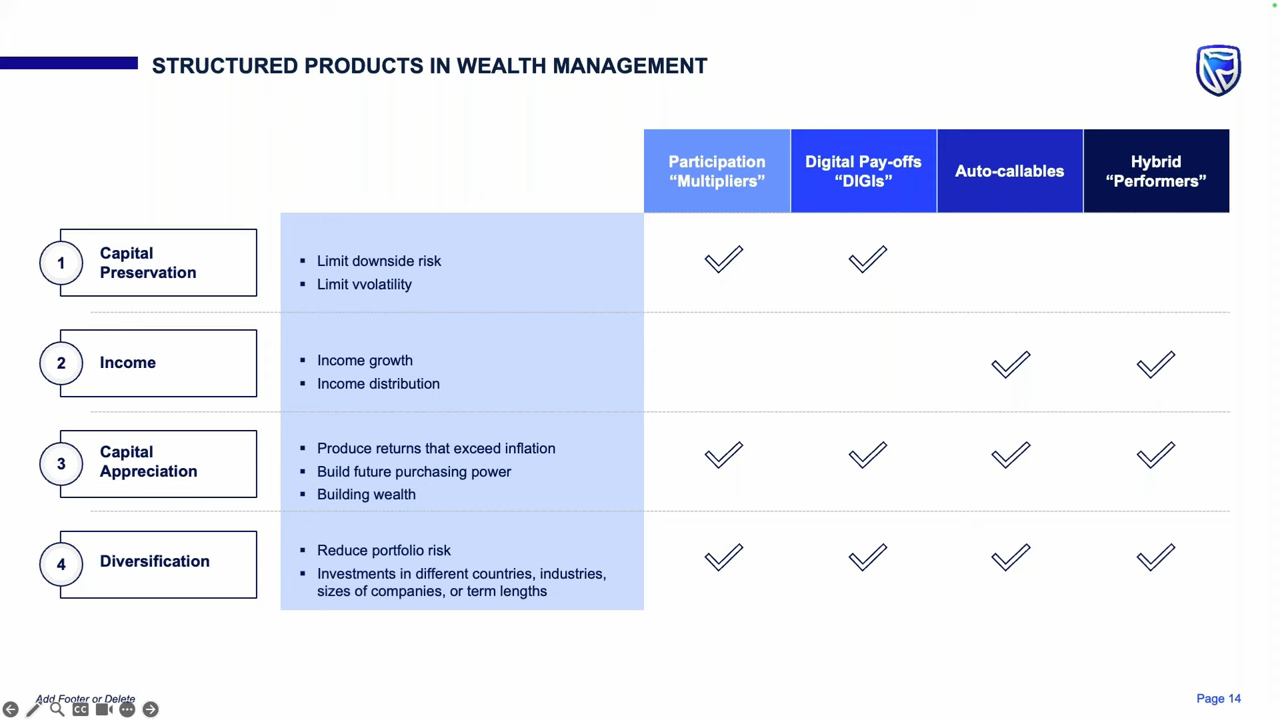 STRUCTURED PRODUCTS IN WEALTH MANAGEMENT
Participation
“Multipliers”
Digital Pay-offs
“DIGIs”
Auto-callables
Hybrid
“Performers”
1
Capital
Preservation
▪ Limit downside risk
▪ Limit vvolatility
2
Income
▪ Income growth
▪ Income distribution
3
Capital
Appreciation
▪ Produce returns that exceed inflation
▪ Build future purchasing power
▪ Building wealth
4
Diversification
▪ Reduce portfolio risk
▪ Investments in different countries, industries,
sizes of companies, or term lengths
Add Footer or Delete
CC
Page 14